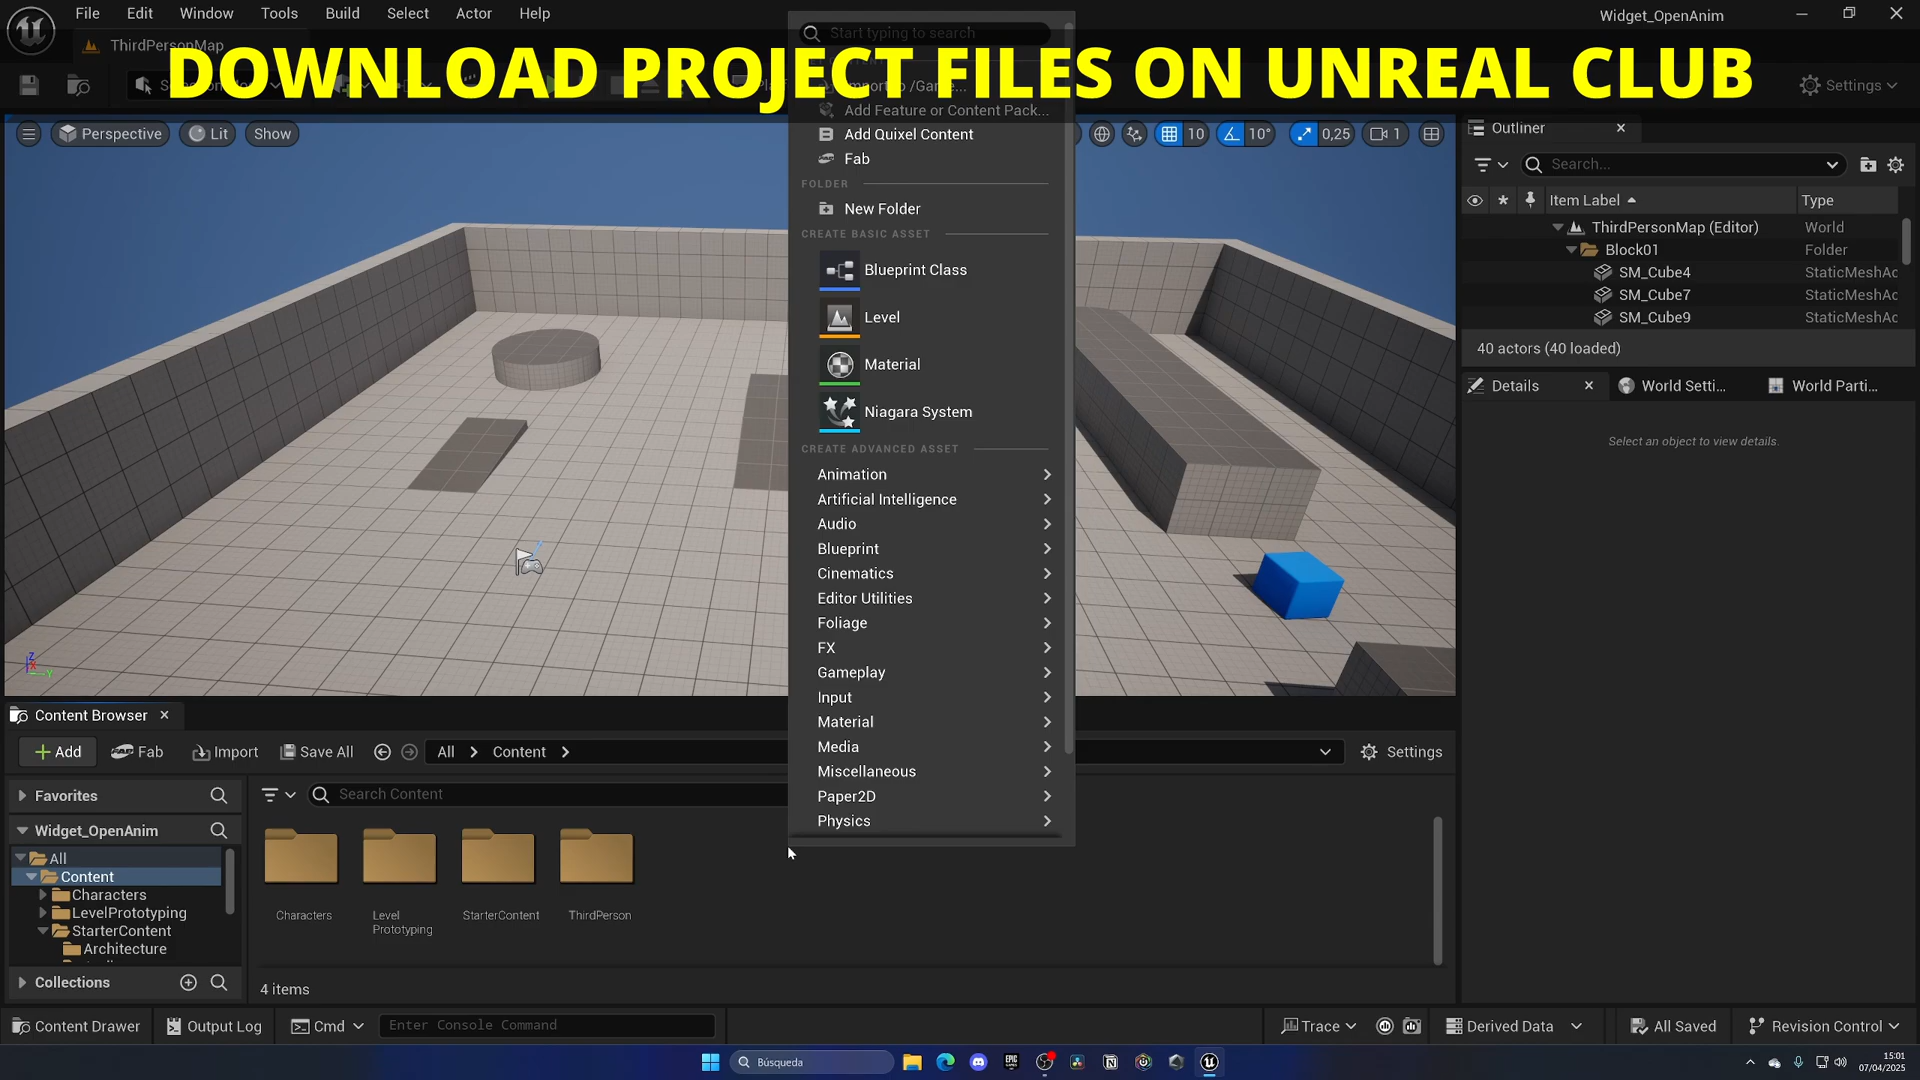 File Edit Window Tools Build Select Actor Help
Widget_OpenAnim
ThirdPersonMap
Start typing to search
DOWNLOAD PROJECT FILES ON UNREAL CLUB
Settings
Add Feature or Content Pack...
Perspective Lit Show
10 10° 0,25 1
Add Quixel Content
Fab
FOLDER
New Folder
CREATE BASIC ASSET
Blueprint Class
Level
Material
Niagara System
CREATE ADVANCED ASSET
Animation
Artificial Intelligence
Audio
Blueprint
Cinematics
Editor Utilities
Foliage
FX
Gameplay
Input
Material
Media
Miscellaneous
Paper2D
Physics
Outliner
Search...
Item Label Type
ThirdPersonMap (Editor) World
Block01 Folder
SM_Cube4 StaticMeshAc
SM_Cube7 StaticMeshAc
SM_Cube9 StaticMeshAc
40 actors (40 loaded)
Details World Setti... World Parti...
Select an object to view details.
Z
X
Y
Content Browser
Add Fab Import Save All All Content Settings
Favorites
Search Content
Widget_OpenAnim
All
Content
Characters
LevelPrototyping
StarterContent
Architecture
Collections
Characters
Level
Prototyping
StarterContent
ThirdPerson
4 items
Content Drawer Output Log Cmd Enter Console Command Trace Derived Data All Saved Revision Control
Búsqueda
EPIC
15:01
07/04/2025